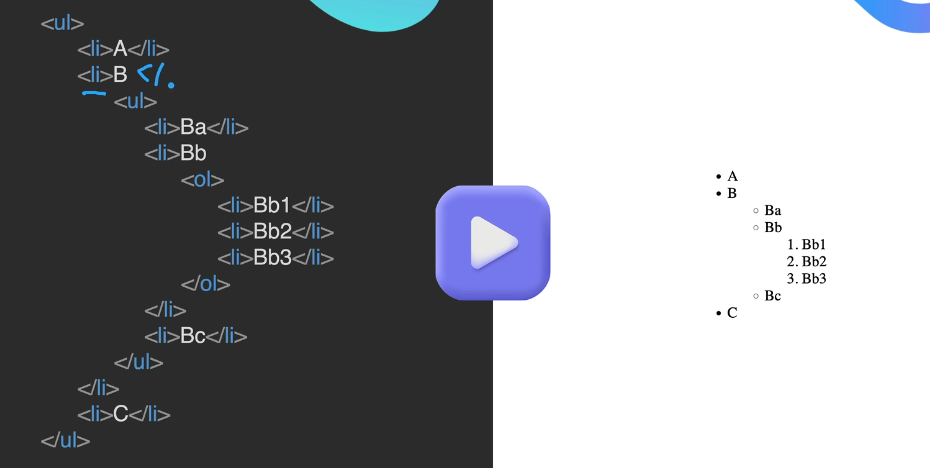 <ul>
<li>A</li>
<li>B </.
<ul>
<li>Ba</li>
<li>Bb
<ol>
<li>Bb1</li>
<li>Bb2</li>
<li>Bb3</li>
</ol>
</li>
<li>Bc</li>
</ul>
</li>
<li>C</li>
</ul>
• A
• B
◦ Ba
◦ Bb
1. Bb1
2. Bb2
3. Bb3
◦ Bc
• C